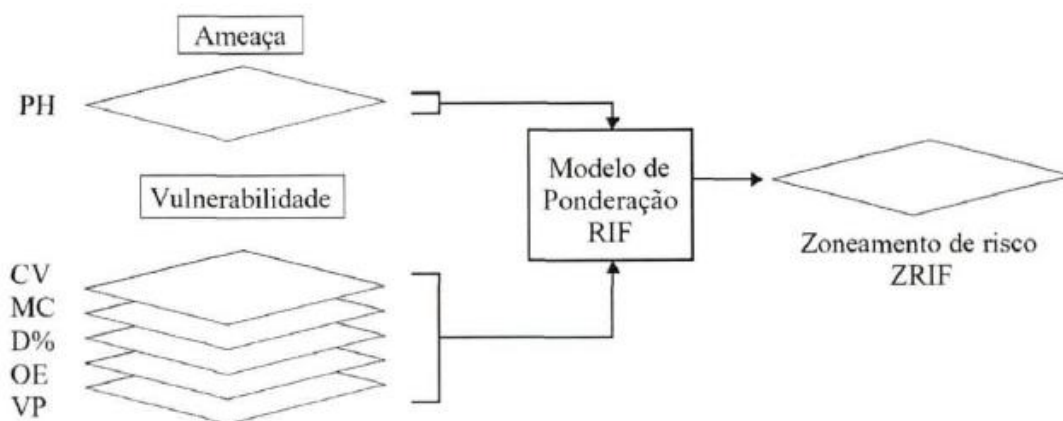 Ameaça
PH
Vulnerabilidade
CV
MC
D%
OE
VP
Modelo de
Ponderação
RIF
Zoneamento de risco
ZRIF